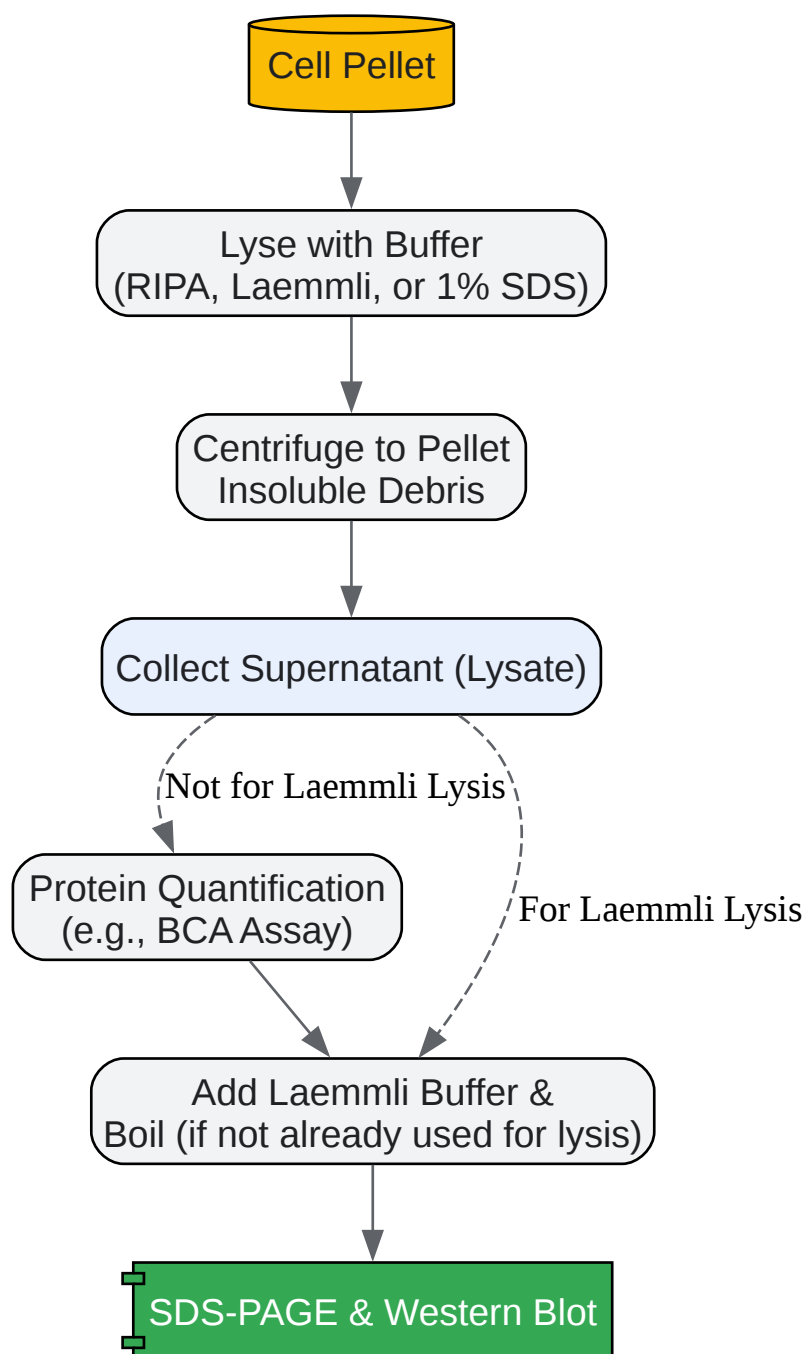 Cell Pellet
Lyse with Buffer
(RIPA, Laemmli, or 1% SDS)
Centrifuge to Pellet
Insoluble Debris
Collect Supernatant (Lysate)
Not for Laemmli Lysis
Protein Quantification
(e.g., BCA Assay)
For Laemmli Lysis
Add Laemmli Buffer &
Boil (if not already used for lysis)
SDS-PAGE & Western Blot